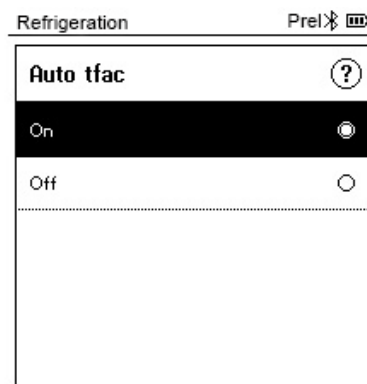 Refrigeration Prel
Auto tfac ?
On
Off